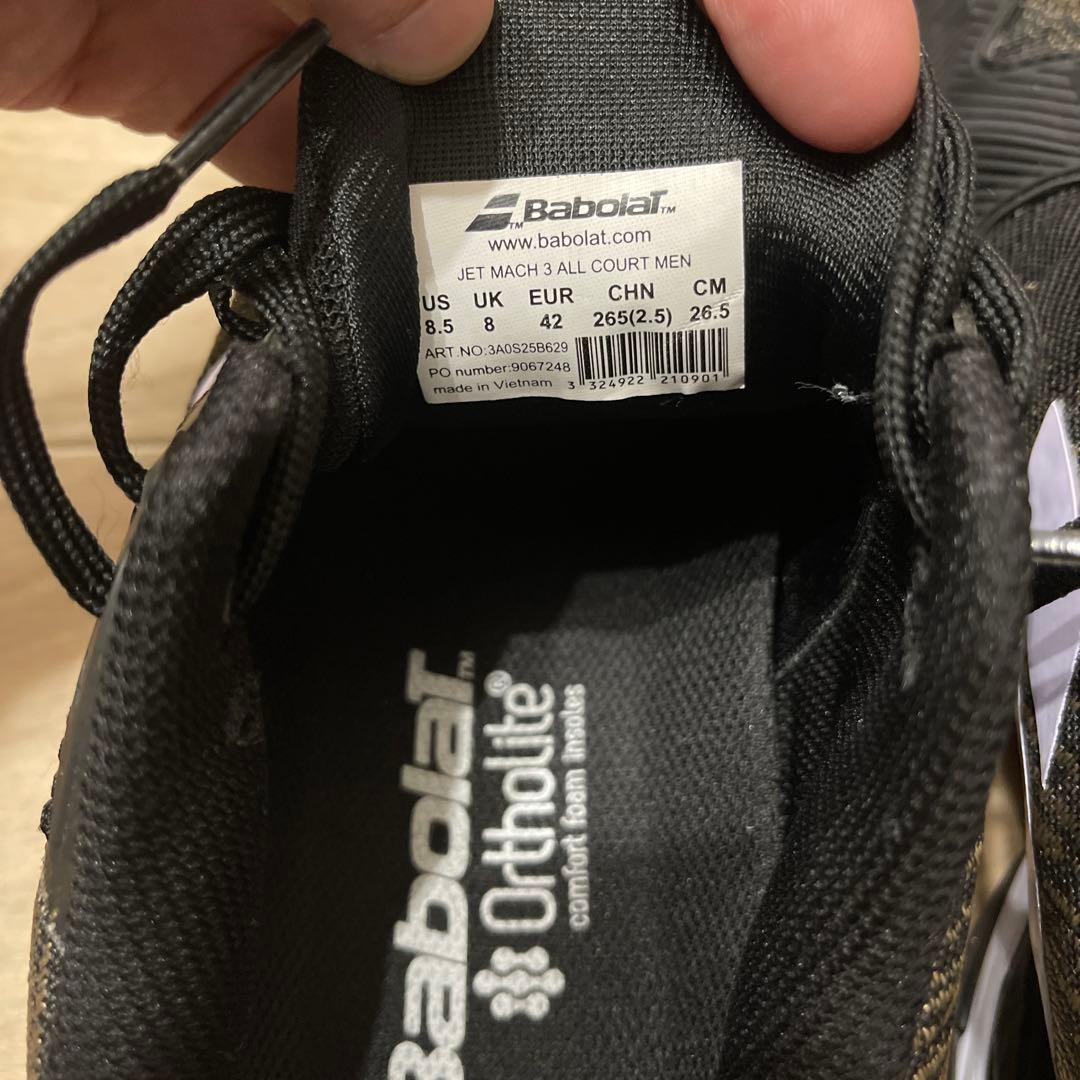 BabolaT™
www.babolat.com
JET MACH 3 ALL COURT MEN
US UK EUR CHN CM
8.5 8 42 265(2.5) 26.5
ART.NO:3A0S25B629
PO number:9067248
made in Vietnam 3 324922 210901
BabolaT™
Ortholite®
comfort foam insoles